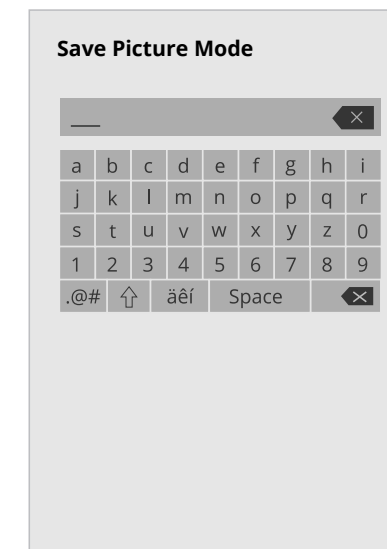 Save Picture Mode
a b c d e f g h i
j k l m n o p q r
s t u v w x y z 0
1 2 3 4 5 6 7 8 9
.@# äêí Space